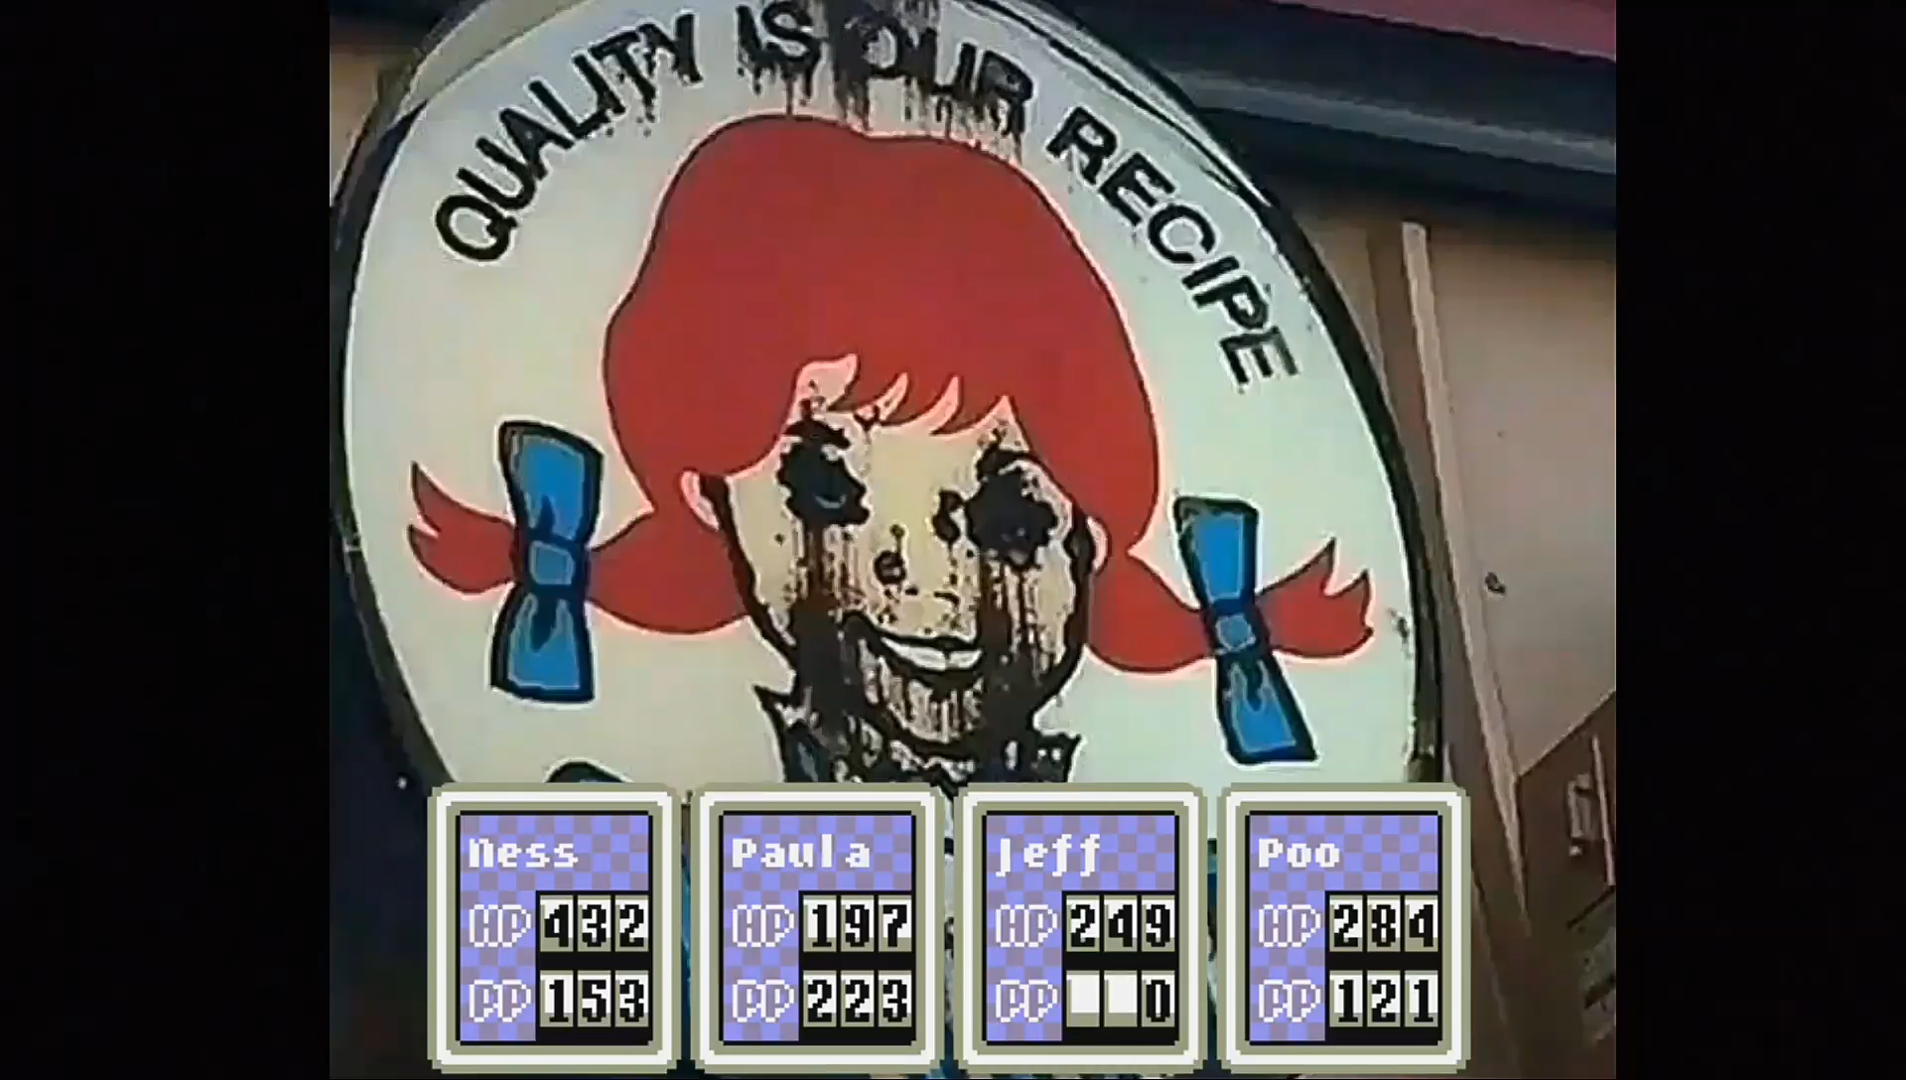 QUALITY IS OUR RECIPE
Ness
HP 432
PP 153
Paula
HP 197
PP 223
Jeff
HP 249
PP 0
Poo
HP 284
PP 121